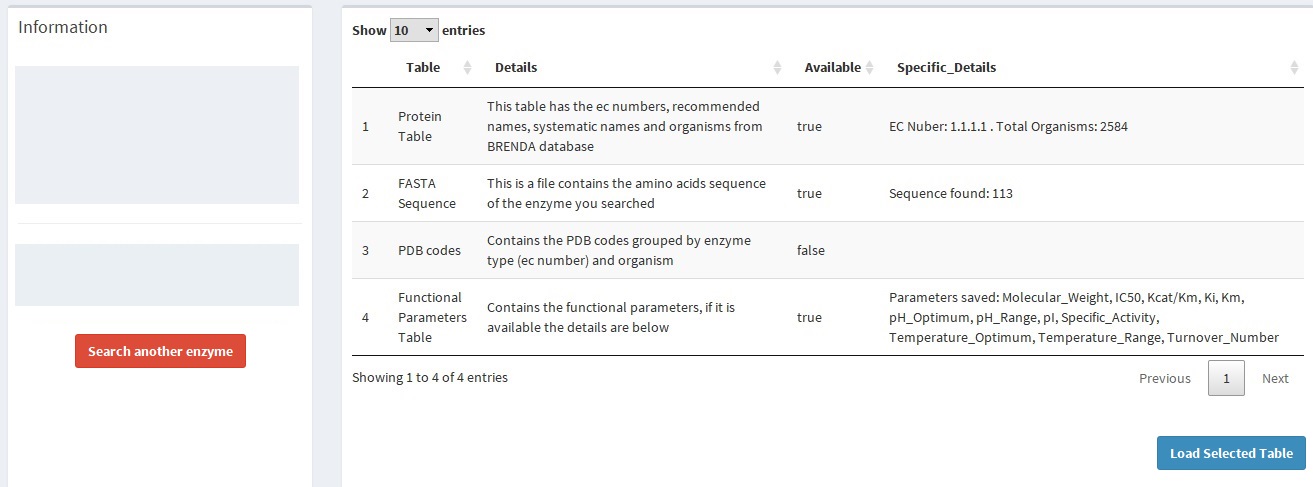 Information
Show 10 entries
Table Details Available Specific_Details
1 Protein Table This table has the ec numbers, recommended names, systematic names and organisms from BRENDA database true EC Nuber: 1.1.1.1 . Total Organisms: 2584
2 FASTA Sequence This is a file contains the amino acids sequence of the enzyme you searched true Sequence found: 113
3 PDB codes Contains the PDB codes grouped by enzyme type (ec number) and organism false
4 Functional Parameters Table Contains the functional parameters, if it is available the details are below true Parameters saved: Molecular_Weight, IC50, Kcat/Km, Ki, Km, pH_Optimum, pH_Range, pI, Specific_Activity, Temperature_Optimum, Temperature_Range, Turnover_Number
Search another enzyme
Showing 1 to 4 of 4 entries
Previous 1 Next
Load Selected Table